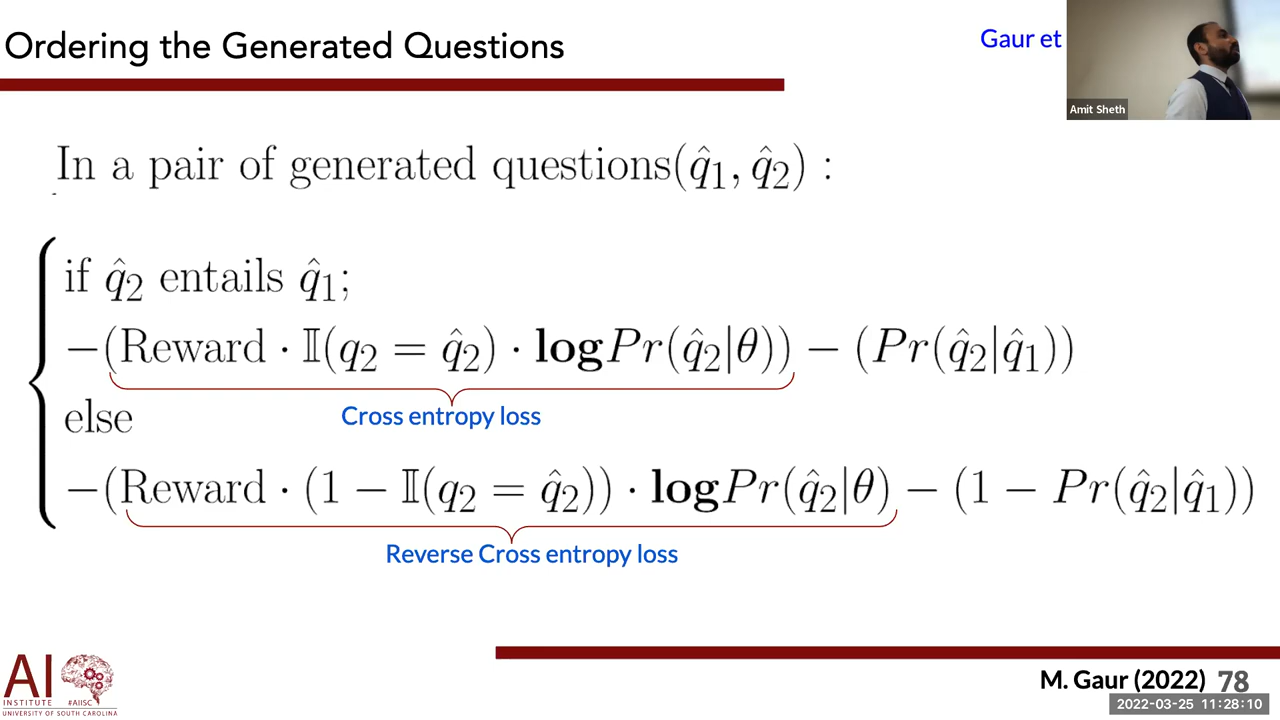 Ordering the Generated Questions
Gaur et
Amit Sheth
In a pair of generated questions(q̂₁, q̂₂) :
if q̂₂ entails q̂₁;
−(Reward · 𝕀(q₂ = q̂₂) · logPr(q̂₂|θ)) − (Pr(q̂₂|q̂₁))
Cross entropy loss
else
−(Reward · (1 − 𝕀(q₂ = q̂₂)) · logPr(q̂₂|θ) − (1 − Pr(q̂₂|q̂₁))
Reverse Cross entropy loss
AI
INSTITUTE #AIISC
UNIVERSITY OF SOUTH CAROLINA
M. Gaur (2022) 78
2022-03-25 11:28:10